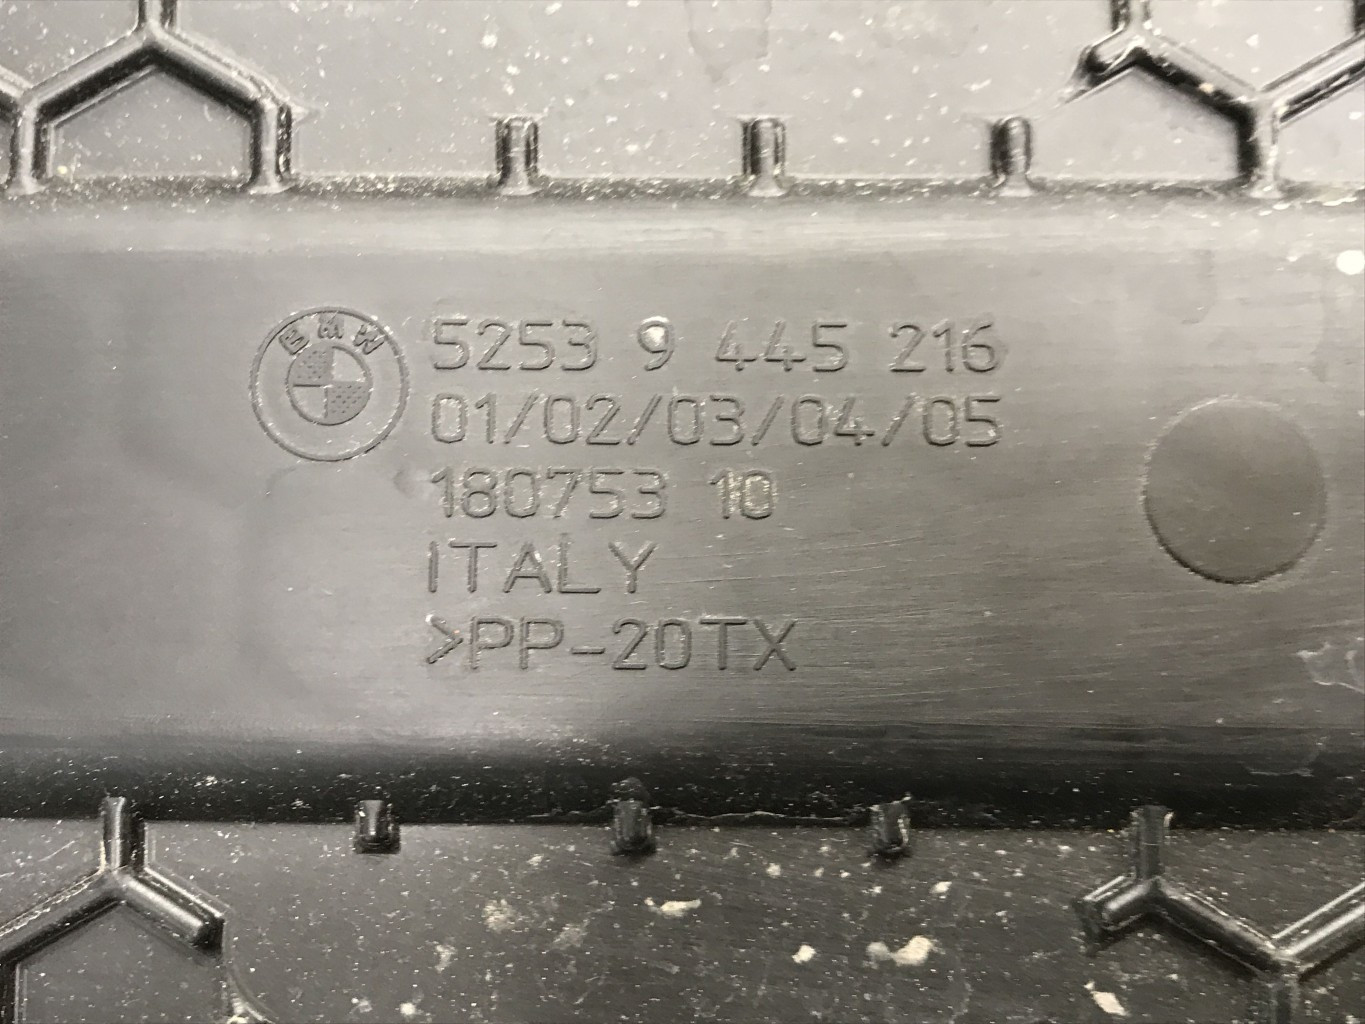 BMW
5253 9 445 216
01/02/03/04/05
180753 10
ITALY
>PP-20TX